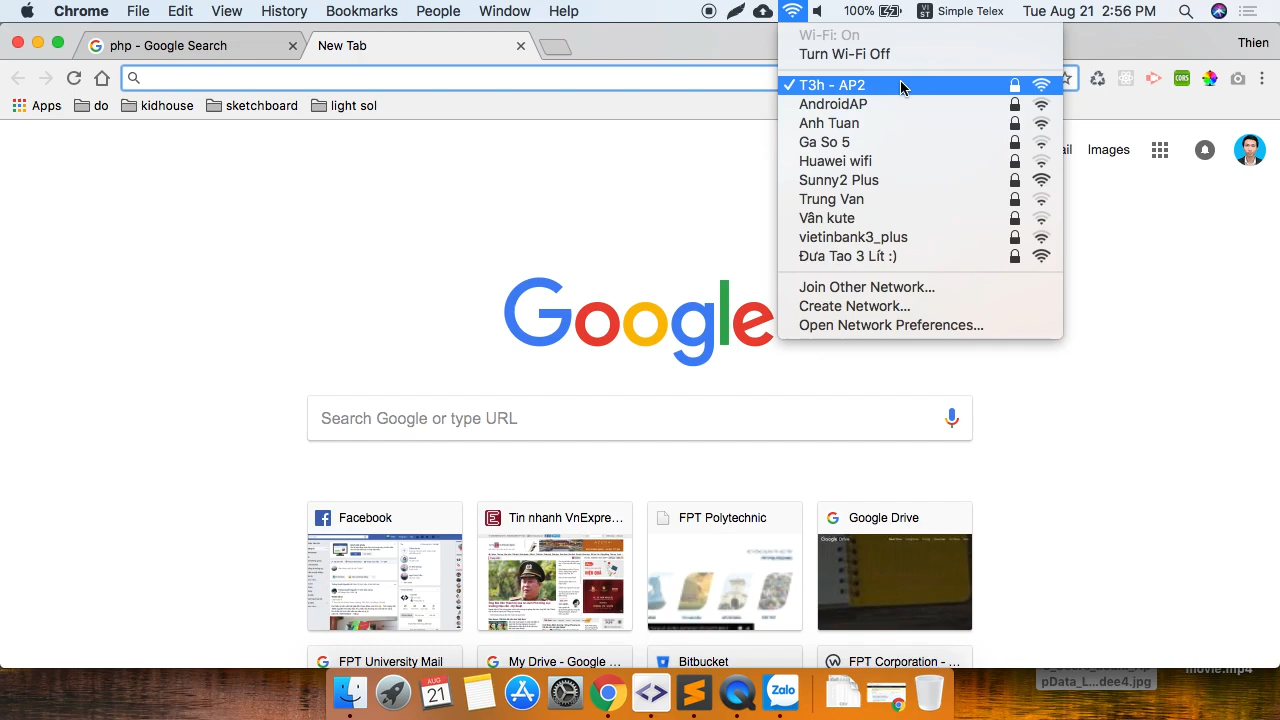 Chrome File Edit View History Bookmarks People Window Help 100% VI ST Simple Telex Tue Aug 21 2:56 PM
php - Google Search
New Tab
Thien
Apps do kidhouse sketchboard light sol
CORS
Wi-Fi: On
Turn Wi-Fi Off
T3h - AP2
AndroidAP
Anh Tuan
Ga So 5
Huawei wifi
Sunny2 Plus
Trung Van
Vân kute
vietinbank3_plus
Đưa Tao 3 Lít :)
Join Other Network...
Create Network...
Open Network Preferences...
ail Images
Google
Search Google or type URL
Facebook
Tin nhanh VnExpre...
FPT Polytechnic
Google Drive
FPT University Mail
My Drive - Google ...
Bitbucket
FPT Corporation - ...
AUG
21
Zalo
pData_L...dee4.jpg
movie.mp4